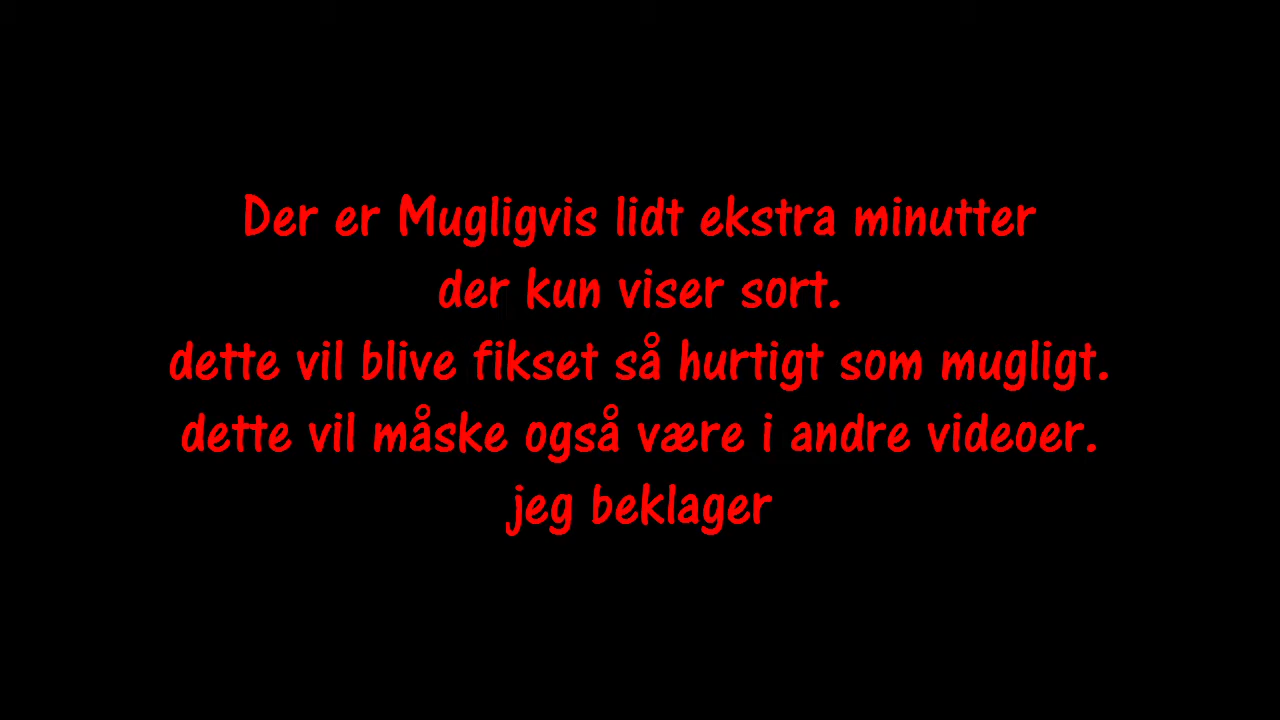 Der er Mugligvis lidt ekstra minutter
der kun viser sort.
dette vil blive fikset så hurtigt som mugligt.
dette vil måske også være i andre videoer.
jeg beklager